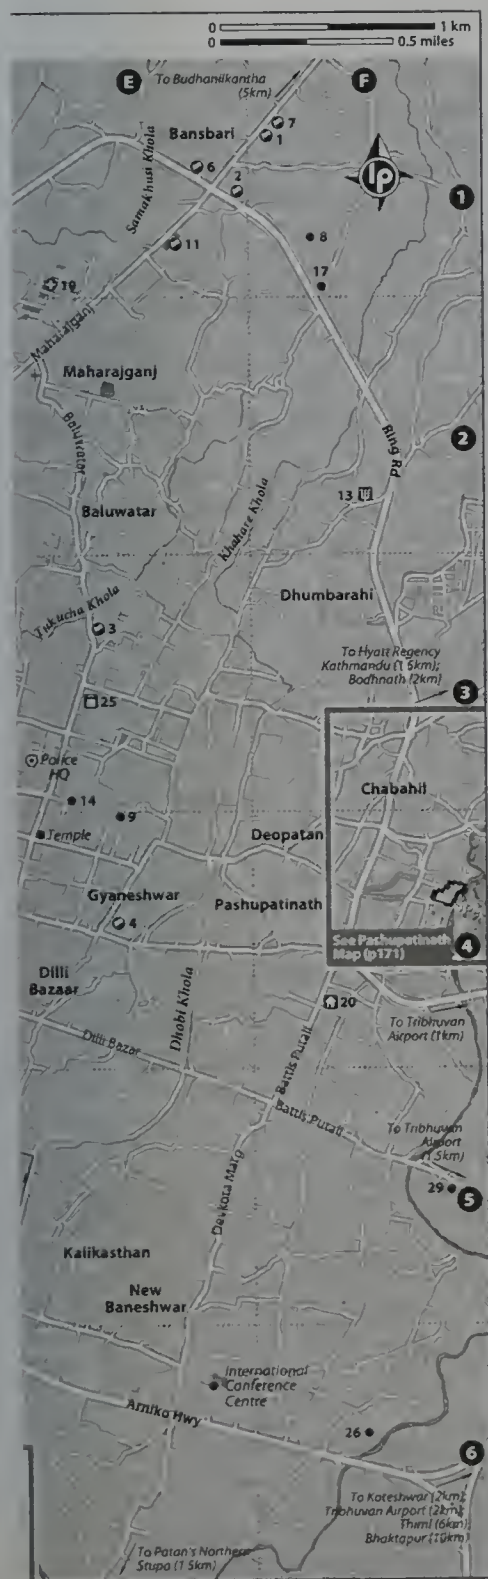 0 1 km
0 0.5 miles
E
F
To Budhanilkantha
(5km)
Bansbari
7
1
Samakhusi Khola
6
2
lp
1
8
11
17
19
Maharajganj
Maharajganj
Ring Rd
2
Baluwatar
13
Baluwatar
Khahare Khola
Dhumbarahi
Tukucha Khola
3
To Hyatt Regency
Kathmandu (1.6km);
Bodhnath (2km)
3
25
Police
HQ
Chabahil
14
9
Temple
Deopatan
Gyaneshwar
Pashupatinath
4
See Pashupatinath
Map (p171)
4
Dilli
Bazaar
Dhobi Khola
20
To Tribhuvan
Airport (1km)
Dilli Bazar
Battis Putali
Battis Putali
To Tribhuvan
Airport
(1.5km)
29
5
Devkota Marg
Kalikasthan
New
Baneshwar
International
Conference
Centre
Arniko Hwy
26
6
To Koteshwar (2km);
Tribhuvan Airport (2km);
Thimi (6km);
Bhaktapur (10km)
To Patan's Northern
Stupa (1.5km)